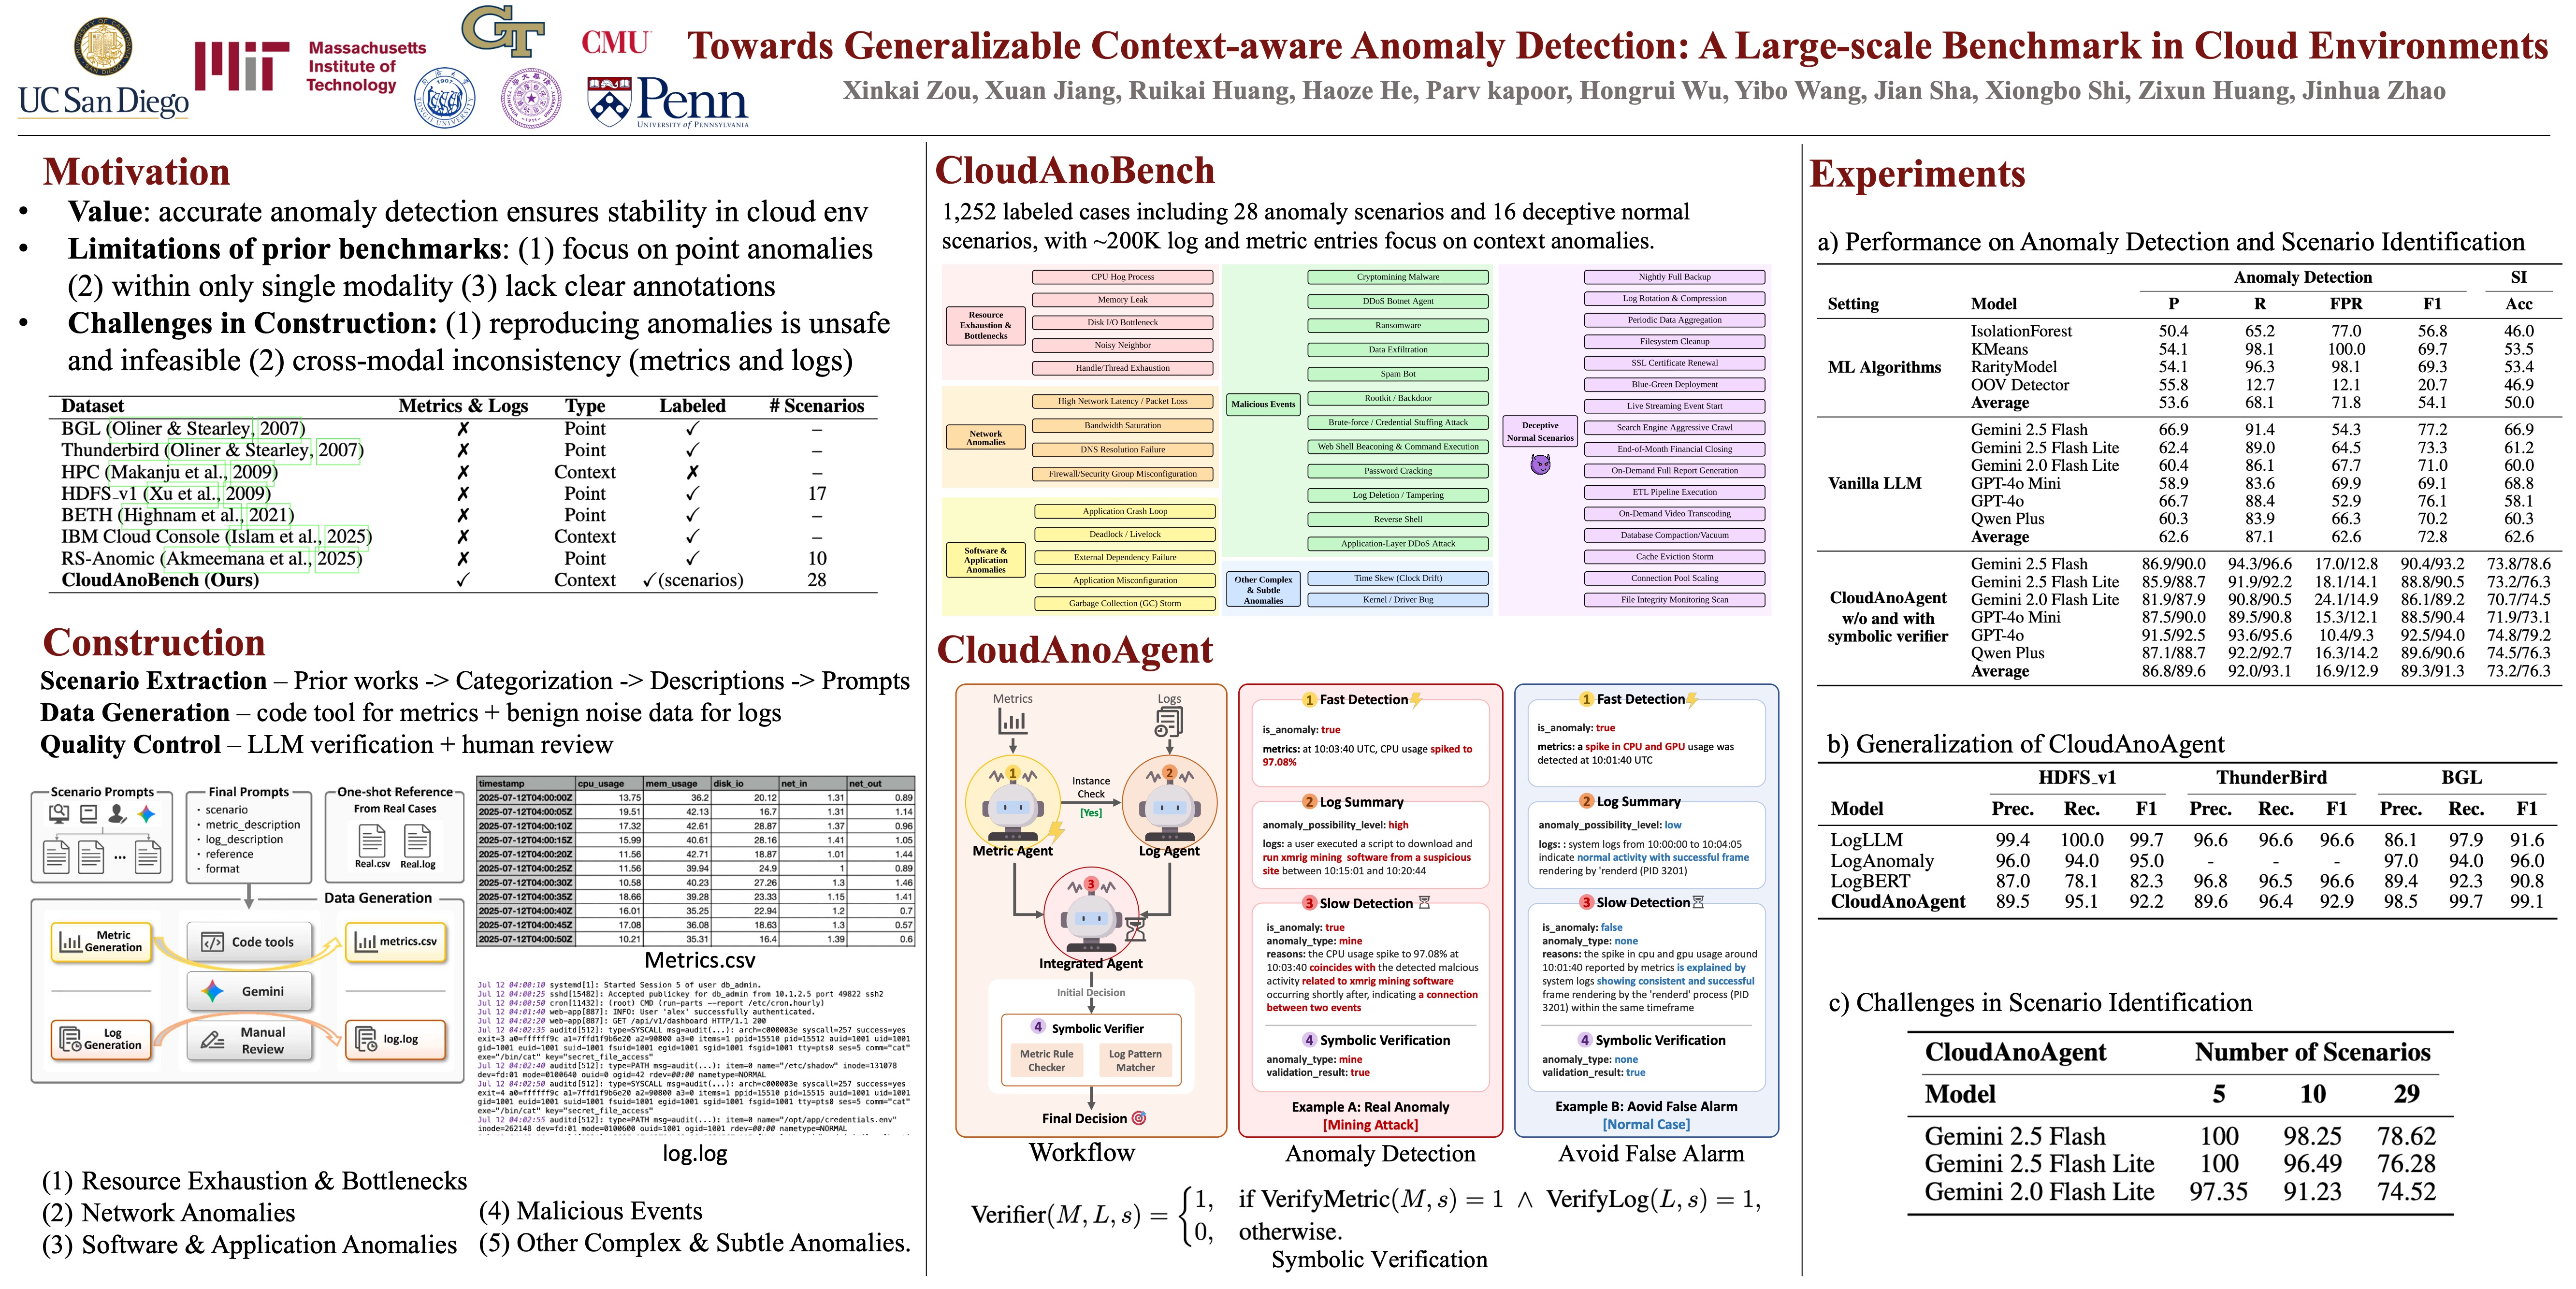 UC San Diego
MIT
Massachusetts
Institute of
Technology
GT
CMU
Penn
UNIVERSITY of PENNSYLVANIA
Towards Generalizable Context-aware Anomaly Detection: A Large-scale Benchmark in Cloud Environments
Xinkai Zou, Xuan Jiang, Ruikai Huang, Haoze He, Parv kapoor, Hongrui Wu, Yibo Wang, Jian Sha, Xiongbo Shi, Zixun Huang, Jinhua Zhao
Motivation
• Value: accurate anomaly detection ensures stability in cloud env
• Limitations of prior benchmarks: (1) focus on point anomalies
(2) within only single modality (3) lack clear annotations
• Challenges in Construction: (1) reproducing anomalies is unsafe
and infeasible (2) cross-modal inconsistency (metrics and logs)
Dataset Metrics & Logs Type Labeled # Scenarios
BGL (Oliner & Stearley, 2007) ✗ Point ✓ –
Thunderbird (Oliner & Stearley, 2007) ✗ Point ✓ –
HPC (Makanju et al., 2009) ✗ Context ✗ –
HDFS_v1 (Xu et al., 2009) ✗ Point ✓ 17
BETH (Highnam et al., 2021) ✗ Point ✓ –
IBM Cloud Console (Islam et al., 2025) ✗ Context ✓ –
RS-Anomic (Akmeemana et al., 2025) ✗ Point ✓ 10
CloudAnoBench (Ours) ✓ Context ✓(scenarios) 28
Construction
Scenario Extraction – Prior works -> Categorization -> Descriptions -> Prompts
Data Generation – code tool for metrics + benign noise data for logs
Quality Control – LLM verification + human review
Scenario Prompts
...
Final Prompts
· scenario
· metric_description
· log_description
· reference
· format
One-shot Reference
From Real Cases
Real.csv Real.log
Data Generation
Metric
Generation
Code tools
metrics.csv
Gemini
Log
Generation
Manual
Review
log.log
timestamp cpu_usage mem_usage disk_io net_in net_out
2025-07-12T04:00:00Z 13.75 36.2 20.12 1.31 0.89
2025-07-12T04:00:05Z 19.51 42.13 16.7 1.31 1.14
2025-07-12T04:00:10Z 17.32 42.61 28.87 1.37 0.96
2025-07-12T04:00:15Z 15.99 40.61 28.16 1.41 1.05
2025-07-12T04:00:20Z 11.56 42.71 18.87 1.01 1.44
2025-07-12T04:00:25Z 11.56 39.94 24.9 1 0.89
2025-07-12T04:00:30Z 10.58 40.23 27.26 1.3 1.46
2025-07-12T04:00:35Z 18.66 39.28 23.33 1.15 1.41
2025-07-12T04:00:40Z 16.01 35.25 22.94 1.2 0.7
2025-07-12T04:00:45Z 17.08 36.08 18.63 1.3 0.57
2025-07-12T04:00:50Z 10.21 35.31 16.4 1.39 0.6
Metrics.csv
Jul 12 04:00:10 systemd[1]: Started Session 5 of user db_admin.
Jul 12 04:00:25 sshd[15482]: Accepted publickey for db_admin from 10.1.2.5 port 49822 ssh2
Jul 12 04:00:50 cron[11432]: (root) CMD (run-parts --report /etc/cron.hourly)
Jul 12 04:01:40 web-app[887]: INFO: User 'alex' successfully authenticated.
Jul 12 04:02:20 web-app[887]: GET /api/v1/dashboard HTTP/1.1 200
Jul 12 04:02:35 auditd[512]: type=SYSCALL msg=audit(...): arch=c000003e syscall=257 success=yes
exit=3 a0=ffffff9c a1=7ffd1f9b6e20 a2=90800 a3=0 items=1 ppid=15510 pid=15512 auid=1001 uid=1001
gid=1001 euid=1001 suid=1001 fsuid=1001 egid=1001 sgid=1001 fsgid=1001 tty=pts0 ses=5 comm="cat"
exe="/bin/cat" key="secret_file_access"
Jul 12 04:02:40 auditd[512]: type=PATH msg=audit(...): item=0 name="/etc/shadow" inode=131078
dev=fd:01 mode=0100640 ouid=0 ogid=42 rdev=00:00 nametype=NORMAL
Jul 12 04:02:50 auditd[512]: type=SYSCALL msg=audit(...): arch=c000003e syscall=257 success=yes
exit=4 a0=ffffff9c a1=7ffd1f9b6e20 a2=90800 a3=0 items=1 ppid=15510 pid=15515 auid=1001 uid=1001
gid=1001 euid=1001 suid=1001 fsuid=1001 egid=1001 sgid=1001 fsgid=1001 tty=pts0 ses=5 comm="cat"
exe="/bin/cat" key="secret_file_access"
Jul 12 04:02:55 auditd[512]: type=PATH msg=audit(...): item=0 name="/opt/app/credentials.env"
inode=262148 dev=fd:01 mode=0100600 ouid=1001 ogid=1001 rdev=00:00 nametype=NORMAL
log.log
(1) Resource Exhaustion & Bottlenecks
(2) Network Anomalies
(3) Software & Application Anomalies
(4) Malicious Events
(5) Other Complex & Subtle Anomalies.
CloudAnoBench
1,252 labeled cases including 28 anomaly scenarios and 16 deceptive normal
scenarios, with ~200K log and metric entries focus on context anomalies.
Resource
Exhaustion &
Bottlenecks
CPU Hog Process
Memory Leak
Disk I/O Bottleneck
Noisy Neighbor
Handle/Thread Exhaustion
Network
Anomalies
High Network Latency / Packet Loss
Bandwidth Saturation
DNS Resolution Failure
Firewall/Security Group Misconfiguration
Software &
Application
Anomalies
Application Crash Loop
Deadlock / Livelock
External Dependency Failure
Application Misconfiguration
Garbage Collection (GC) Storm
Malicious Events
Cryptomining Malware
DDoS Botnet Agent
Ransomware
Data Exfiltration
Spam Bot
Rootkit / Backdoor
Brute-force / Credential Stuffing Attack
Web Shell Beaconing & Command Execution
Password Cracking
Log Deletion / Tampering
Reverse Shell
Application-Layer DDoS Attack
Other Complex
& Subtle
Anomalies
Time Skew (Clock Drift)
Kernel / Driver Bug
Deceptive
Normal Scenarios
Nightly Full Backup
Log Rotation & Compression
Periodic Data Aggregation
Filesystem Cleanup
SSL Certificate Renewal
Blue-Green Deployment
Live Streaming Event Start
Search Engine Aggressive Crawl
End-of-Month Financial Closing
On-Demand Full Report Generation
ETL Pipeline Execution
On-Demand Video Transcoding
Database Compaction/Vacuum
Cache Eviction Storm
Connection Pool Scaling
File Integrity Monitoring Scan
CloudAnoAgent
Metrics Logs
1 2
Instance
Check
[Yes]
Metric Agent Log Agent
3
Integrated Agent
Initial Decision
4 Symbolic Verifier
Metric Rule
Checker
Log Pattern
Matcher
Final Decision
Workflow
1 Fast Detection
is_anomaly: true
metrics: at 10:03:40 UTC, CPU usage spiked to
97.08%
2 Log Summary
anomaly_possibility_level: high
logs: a user executed a script to download and
run xmrig mining software from a suspicious
site between 10:15:01 and 10:20:44
3 Slow Detection
is_anomaly: true
anomaly_type: mine
reasons: the CPU usage spike to 97.08% at
10:03:40 coincides with the detected malcious
activity related to xmrig mining software
occurring shortly after, indicating a connection
between two events
4 Symbolic Verification
anomaly_type: mine
validation_result: true
Example A: Real Anomaly
[Mining Attack]
Anomaly Detection
1 Fast Detection
is_anomaly: true
metrics: a spike in CPU and GPU usage was
detected at 10:01:40 UTC
2 Log Summary
anomaly_possibility_level: low
logs: : system logs from 10:00:00 to 10:04:05
indicate normal activity with successful frame
rendering by 'renderd (PID 3201)
3 Slow Detection
is_anomaly: false
anomaly_type: none
reasons: the spike in cpu and gpu usage around
10:01:40 reported by metrics is explained by
system logs showing consistent and successful
frame rendering by the 'renderd' process (PID
3201) within the same timeframe
4 Symbolic Verification
anomaly_type: none
validation_result: true
Example B: Aovid False Alarm
[Normal Case]
Avoid False Alarm
Verifier(M, L, s) = { 1, if VerifyMetric(M, s) = 1 ∧ VerifyLog(L, s) = 1,
0, otherwise.
Symbolic Verification
Experiments
a) Performance on Anomaly Detection and Scenario Identification
Anomaly Detection SI
Setting Model P R FPR F1 Acc
ML Algorithms
IsolationForest 50.4 65.2 77.0 56.8 46.0
KMeans 54.1 98.1 100.0 69.7 53.5
RarityModel 54.1 96.3 98.1 69.3 53.4
OOV Detector 55.8 12.7 12.1 20.7 46.9
Average 53.6 68.1 71.8 54.1 50.0
Vanilla LLM
Gemini 2.5 Flash 66.9 91.4 54.3 77.2 66.9
Gemini 2.5 Flash Lite 62.4 89.0 64.5 73.3 61.2
Gemini 2.0 Flash Lite 60.4 86.1 67.7 71.0 60.0
GPT-4o Mini 58.9 83.6 69.9 69.1 68.8
GPT-4o 66.7 88.4 52.9 76.1 58.1
Qwen Plus 60.3 83.9 66.3 70.2 60.3
Average 62.6 87.1 62.6 72.8 62.6
CloudAnoAgent
w/o and with
symbolic verifier
Gemini 2.5 Flash 86.9/90.0 94.3/96.6 17.0/12.8 90.4/93.2 73.8/78.6
Gemini 2.5 Flash Lite 85.9/88.7 91.9/92.2 18.1/14.1 88.8/90.5 73.2/76.3
Gemini 2.0 Flash Lite 81.9/87.9 90.8/90.5 24.1/14.9 86.1/89.2 70.7/74.5
GPT-4o Mini 87.5/90.0 89.5/90.8 15.3/12.1 88.5/90.4 71.9/73.1
GPT-4o 91.5/92.5 93.6/95.6 10.4/9.3 92.5/94.0 74.8/79.2
Qwen Plus 87.1/88.7 92.2/92.7 16.3/14.2 89.6/90.6 74.5/76.3
Average 86.8/89.6 92.0/93.1 16.9/12.9 89.3/91.3 73.2/76.3
b) Generalization of CloudAnoAgent
HDFS_v1 ThunderBird BGL
Model Prec. Rec. F1 Prec. Rec. F1 Prec. Rec. F1
LogLLM 99.4 100.0 99.7 96.6 96.6 96.6 86.1 97.9 91.6
LogAnomaly 96.0 94.0 95.0 - - - 97.0 94.0 96.0
LogBERT 87.0 78.1 82.3 96.8 96.5 96.6 89.4 92.3 90.8
CloudAnoAgent 89.5 95.1 92.2 89.6 96.4 92.9 98.5 99.7 99.1
c) Challenges in Scenario Identification
CloudAnoAgent Number of Scenarios
Model 5 10 29
Gemini 2.5 Flash 100 98.25 78.62
Gemini 2.5 Flash Lite 100 96.49 76.28
Gemini 2.0 Flash Lite 97.35 91.23 74.52